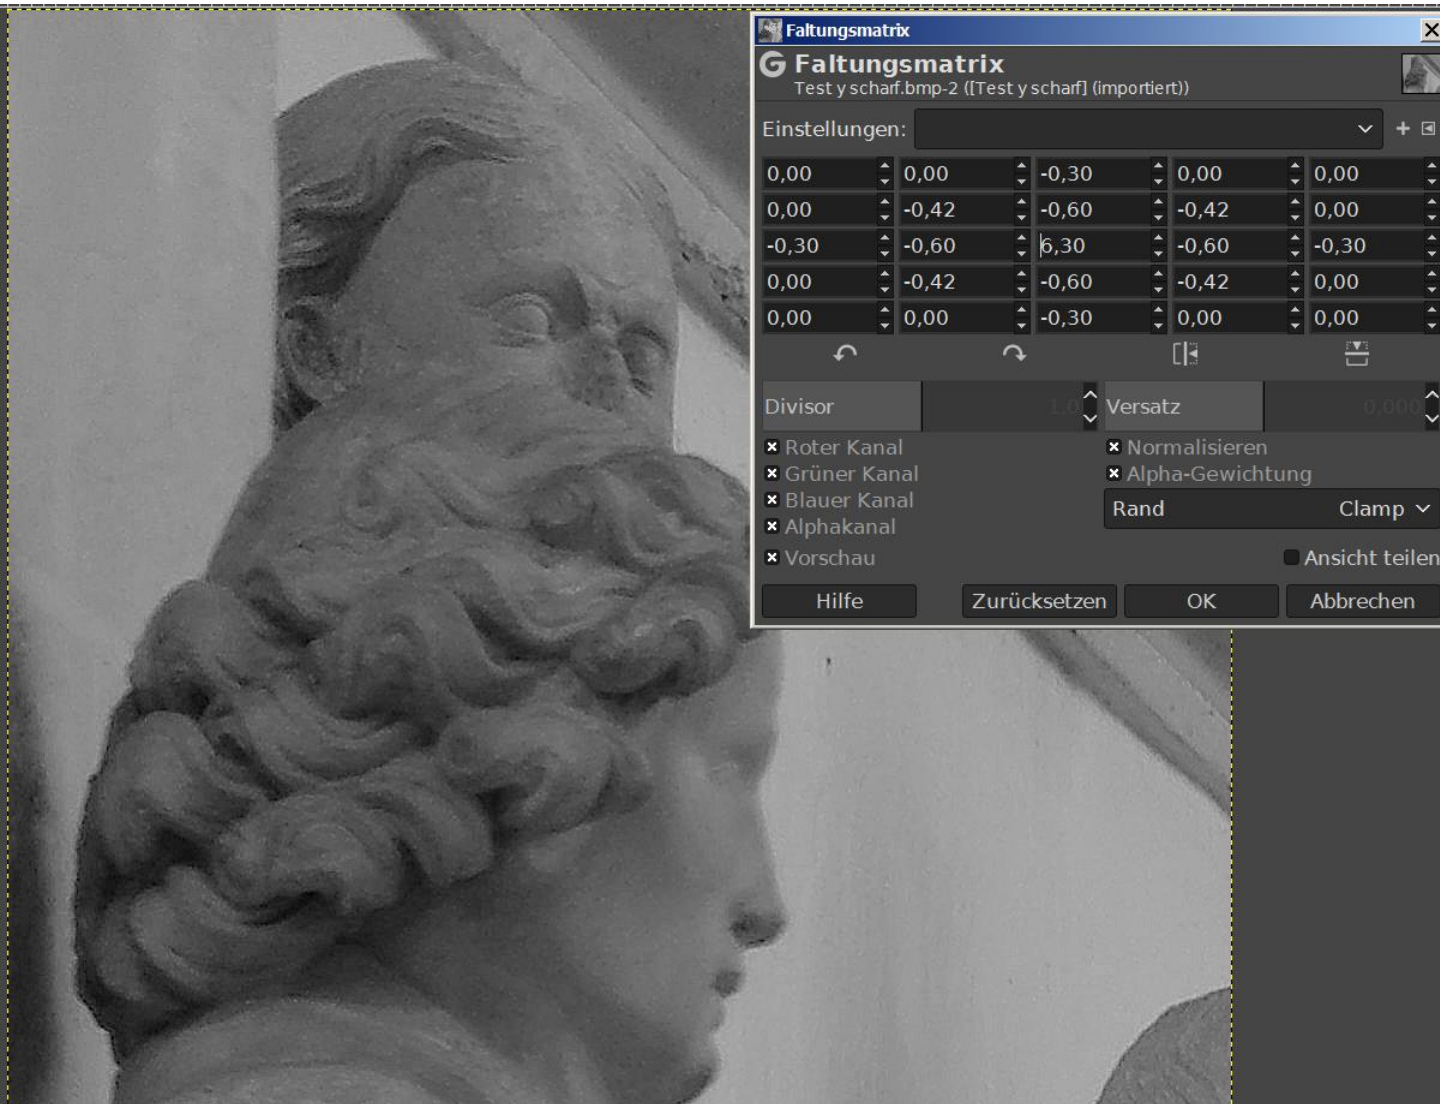 Faltungsmatrix
Faltungsmatrix
Test y scharf.bmp-2 ([Test y scharf] (importiert))
Einstellungen:
0,00 0,00 -0,30 0,00 0,00
0,00 -0,42 -0,60 -0,42 0,00
-0,30 -0,60 6,30 -0,60 -0,30
0,00 -0,42 -0,60 -0,42 0,00
0,00 0,00 -0,30 0,00 0,00
Divisor 1,0 Versatz 0,000
Roter Kanal Normalisieren
Grüner Kanal Alpha-Gewichtung
Blauer Kanal
Rand Clamp
Alphakanal
Vorschau Ansicht teilen
Hilfe Zurücksetzen OK Abbrechen